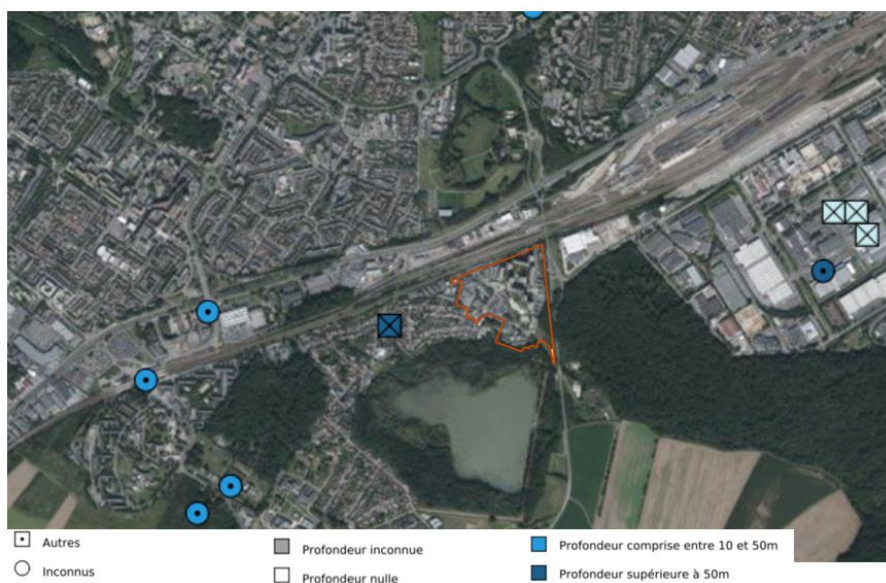 Autres
Inconnus
Profondeur inconnue
Profondeur nulle
Profondeur comprise entre 10 et 50m
Profondeur supérieure à 50m